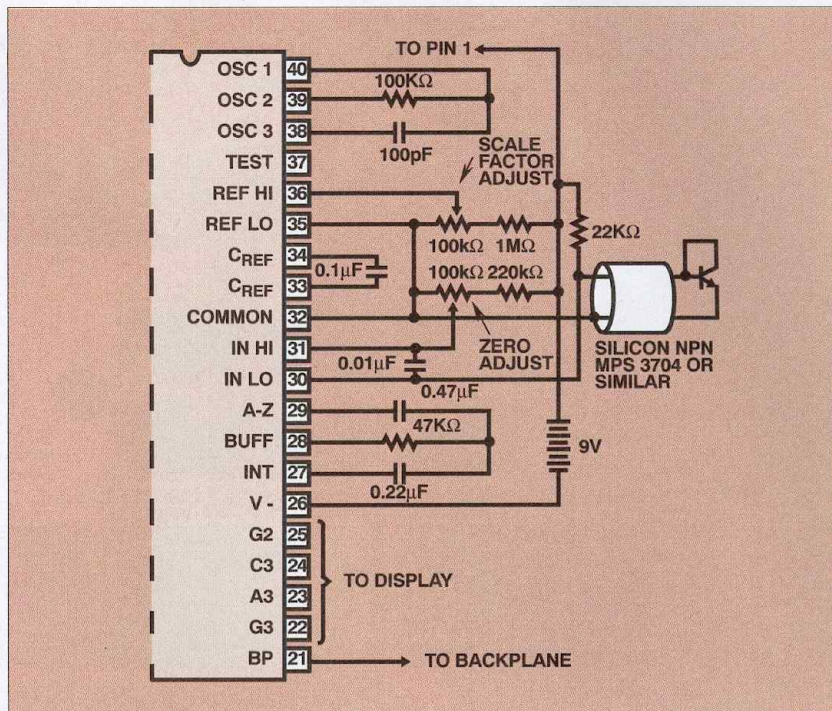 TO PIN 1
OSC 1 40
100KΩ
OSC 2 39
OSC 3 38
100pF
SCALE
FACTOR
ADJUST
TEST 37
REF HI 36
REF LO 35
100kΩ 1MΩ
22KΩ
CREF 34
0.1μF
CREF 33
100kΩ 220kΩ
COMMON 32
IN HI 31
ZERO
ADJUST
0.01μF
IN LO 30
SILICON NPN
MPS 3704 OR
SIMILAR
0.47μF
A-Z 29
47KΩ
BUFF 28
9V
INT 27
0.22μF
V - 26
G2 25
C3 24
TO DISPLAY
A3 23
G3 22
BP 21
TO BACKPLANE